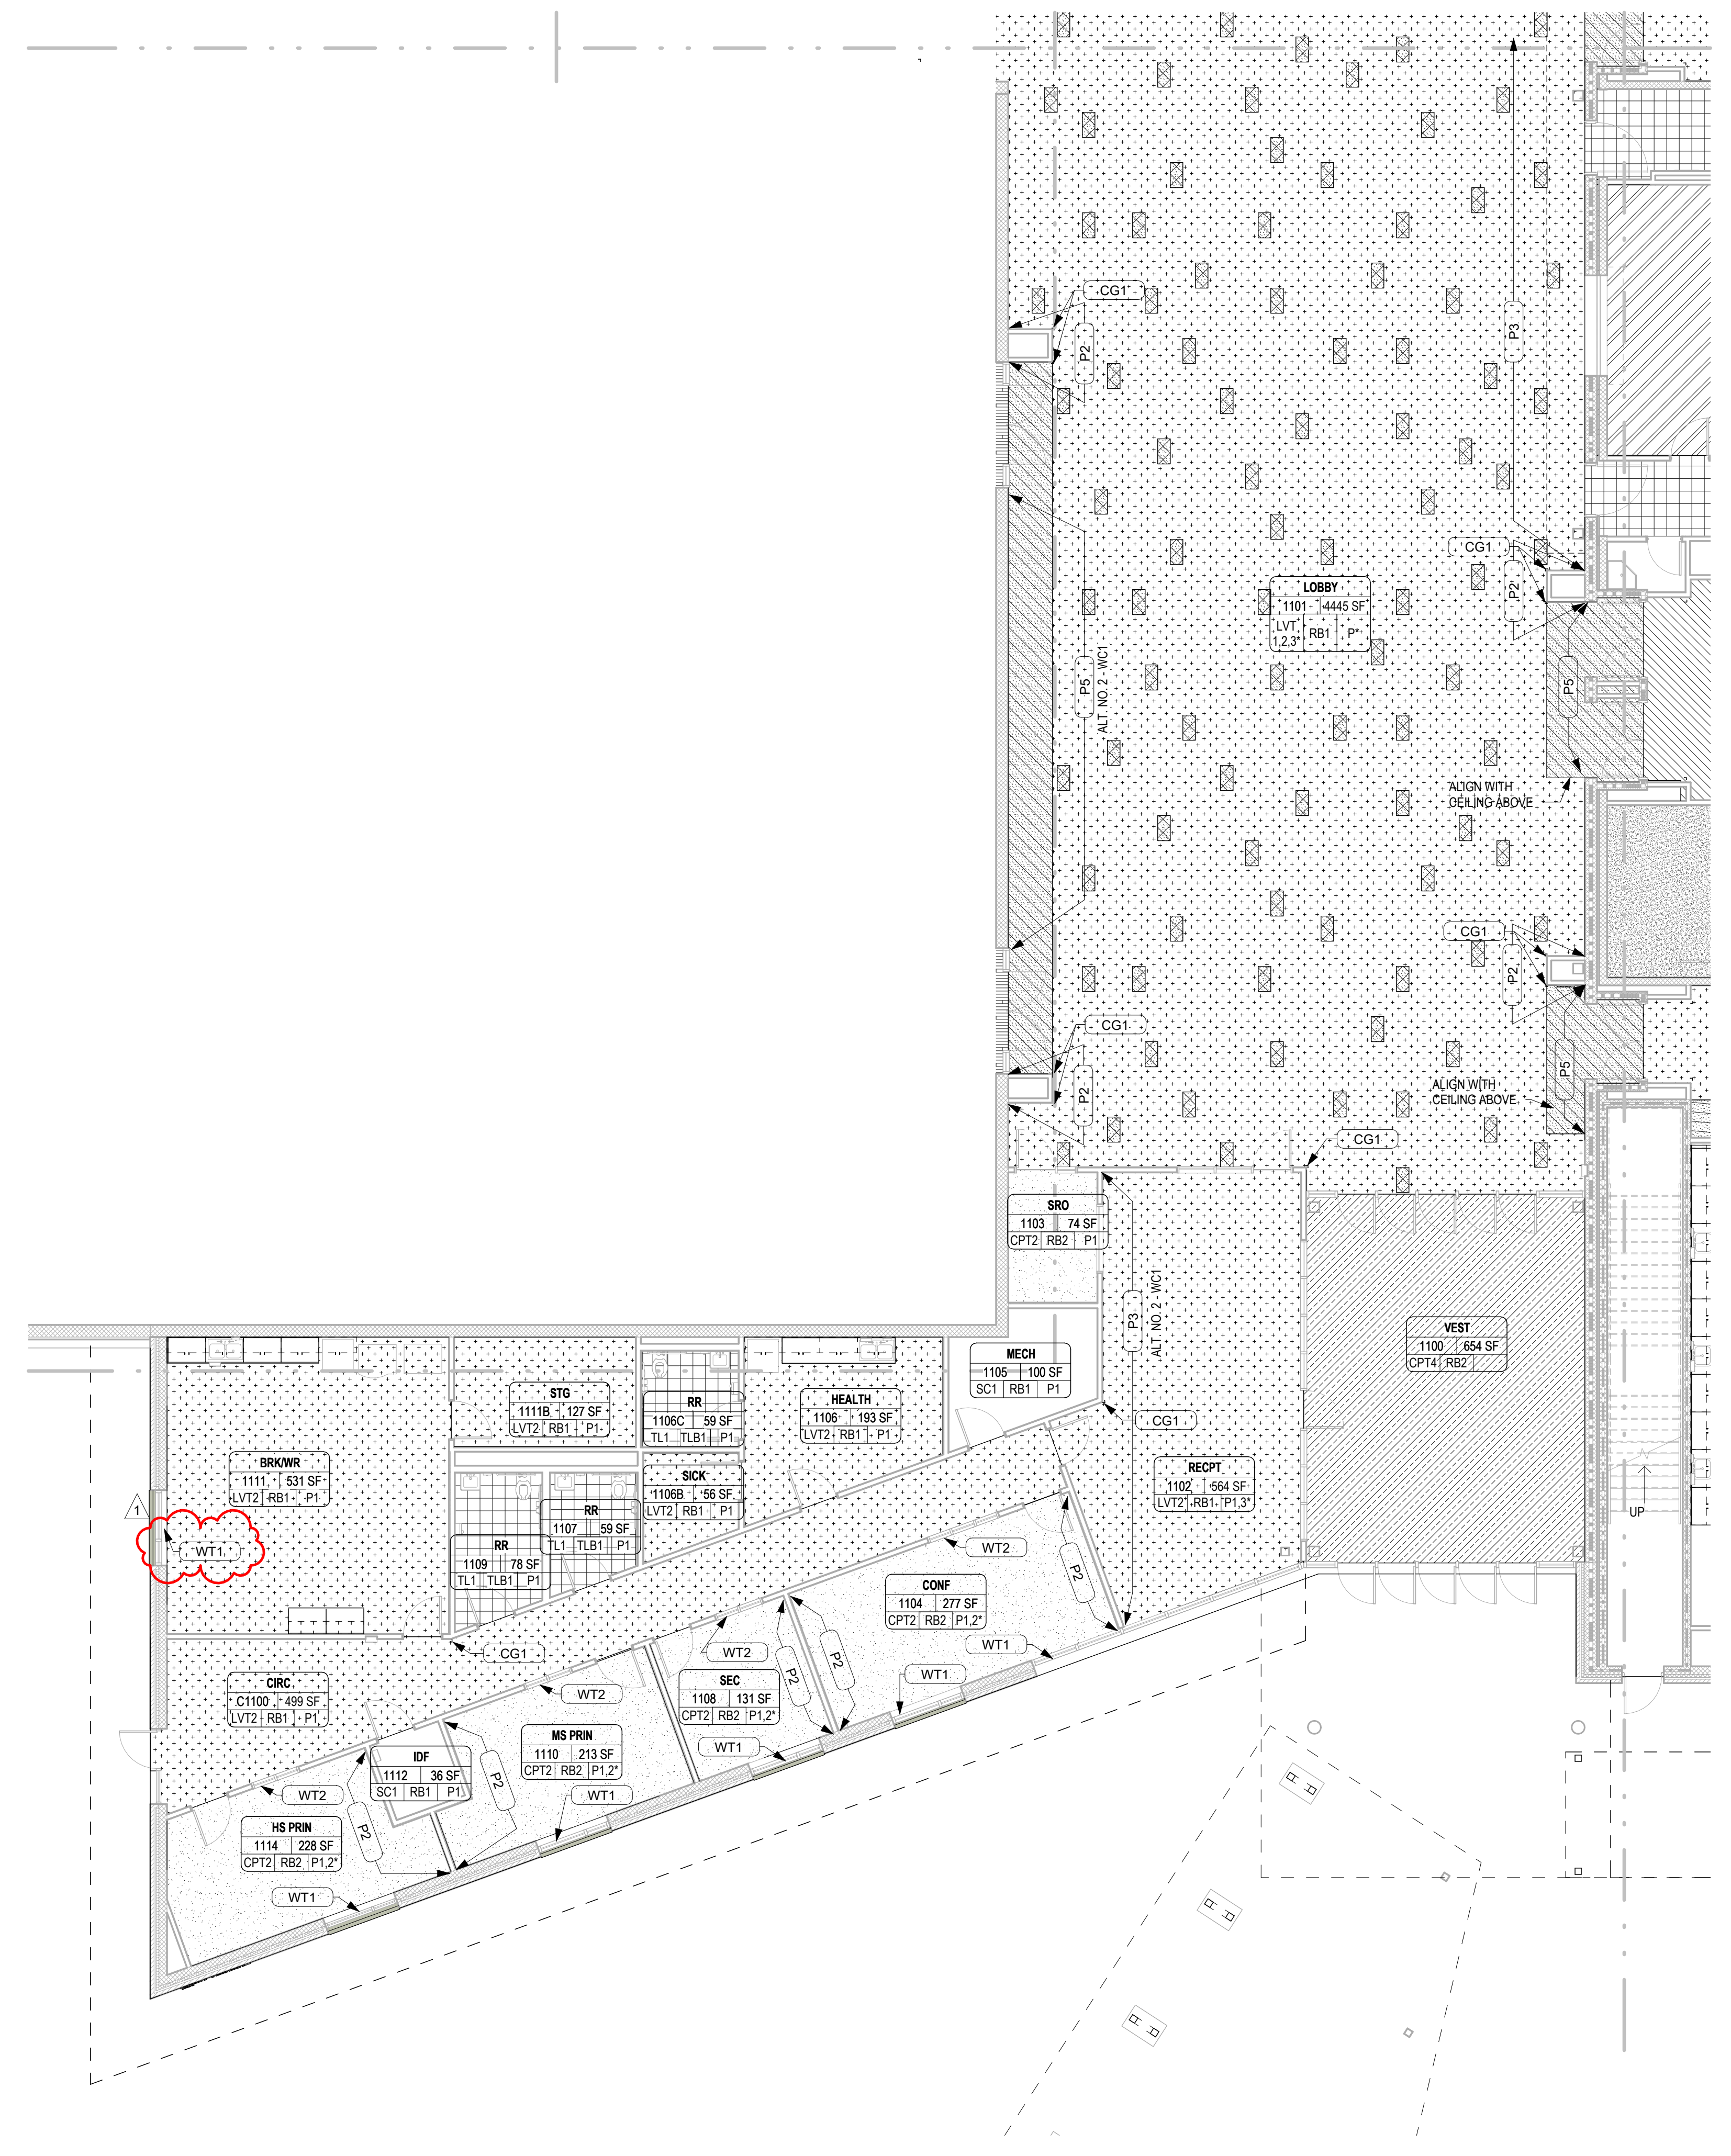 CG1
P2
P3
CG1
P2
LOBBY
1101 4445 SF
LVT 1,2,3* RB1 P*
P5
ALT. NO. 2 - WC1
P5
ALIGN WITH
CEILING ABOVE
CG1
P2
CG1
P2
P5
ALIGN WITH
CEILING ABOVE
CG1
SRO
1103 74 SF
CPT2 RB2 P1
P3
ALT. NO. 2 - WC1
VEST
1100 654 SF
CPT4 RB2
MECH
1105 100 SF
SC1 RB1 P1
CG1
STG
1111B 127 SF
LVT2 RB1 P1
RR
1106C 59 SF
TL1 TLB1 P1
HEALTH
1106 193 SF
LVT2 RB1 P1
BRK/WR
1111 531 SF
LVT2 RB1 P1
SICK
1106B 56 SF
LVT2 RB1 P1
RECPT
1102 564 SF
LVT2 RB1 P1,3*
UP
1
WT1
RR
1107 59 SF
TL1 TLB1 P1
RR
1109 78 SF
TL1 TLB1 P1
WT2
P2
CONF
1104 277 SF
CPT2 RB2 P1,2*
WT1
CG1
WT2
P2
P2
WT1
CIRC
C1100 499 SF
LVT2 RB1 P1
SEC
1108 131 SF
CPT2 RB2 P1,2*
WT2
MS PRIN
1110 213 SF
CPT2 RB2 P1,2*
WT1
IDF
1112 36 SF
SC1 RB1 P1
P2
WT2
WT1
P2
HS PRIN
1114 228 SF
CPT2 RB2 P1,2*
WT1